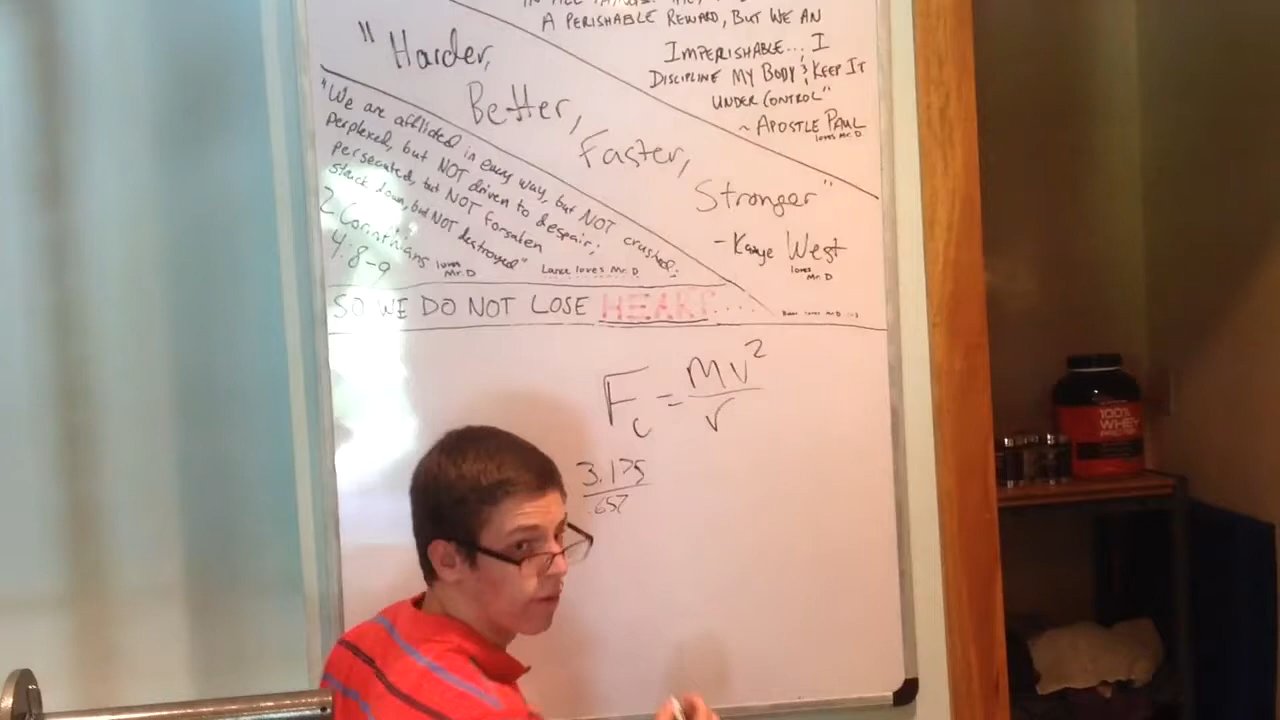 A PERISHABLE REWARD, BUT WE AN
IMPERISHABLE... I
DISCIPLINE MY BODY & KEEP IT
UNDER CONTROL"
~ APOSTLE PAUL
loves Mr. D
"Harder,
Better,
Faster,
Stronger"
- Kanye West
loves
Mr. D
"We are afflicted in every way, but NOT crushed;
perplexed, but NOT driven to despair;
persecuted, but NOT forsaken
struck down, but NOT destroyed"
2 Corinthians
4:8-9
loves
Mr. D
Lance loves Mr. D
SO WE DO NOT LOSE HEART....
Fc = mv²
r
3.175
.657
100%
WHEY